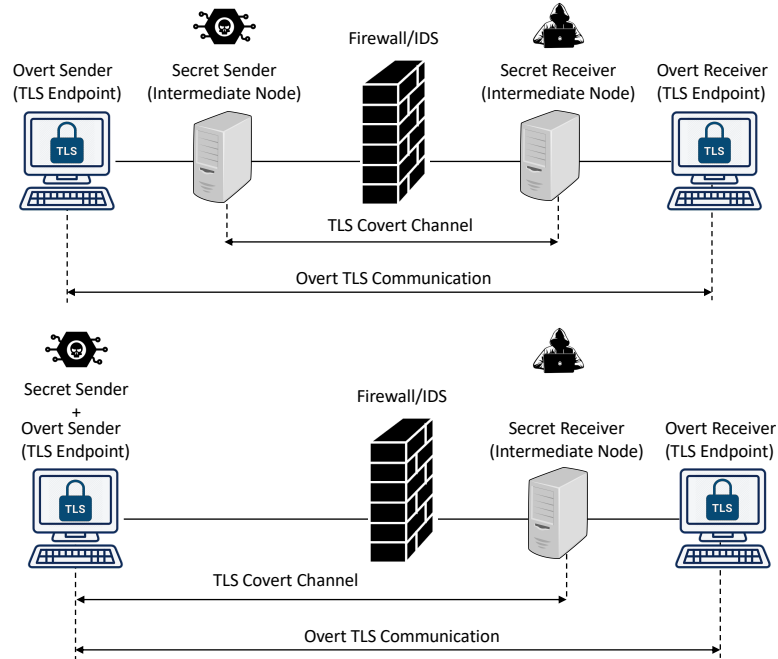 Firewall/IDS
Overt Sender
(TLS Endpoint)
Secret Sender
(Intermediate Node)
Secret Receiver
(Intermediate Node)
Overt Receiver
(TLS Endpoint)
TLS
TLS
TLS Covert Channel
Overt TLS Communication
Secret Sender
+
Overt Sender
(TLS Endpoint)
Firewall/IDS
Secret Receiver
(Intermediate Node)
Overt Receiver
(TLS Endpoint)
TLS
TLS
TLS Covert Channel
Overt TLS Communication